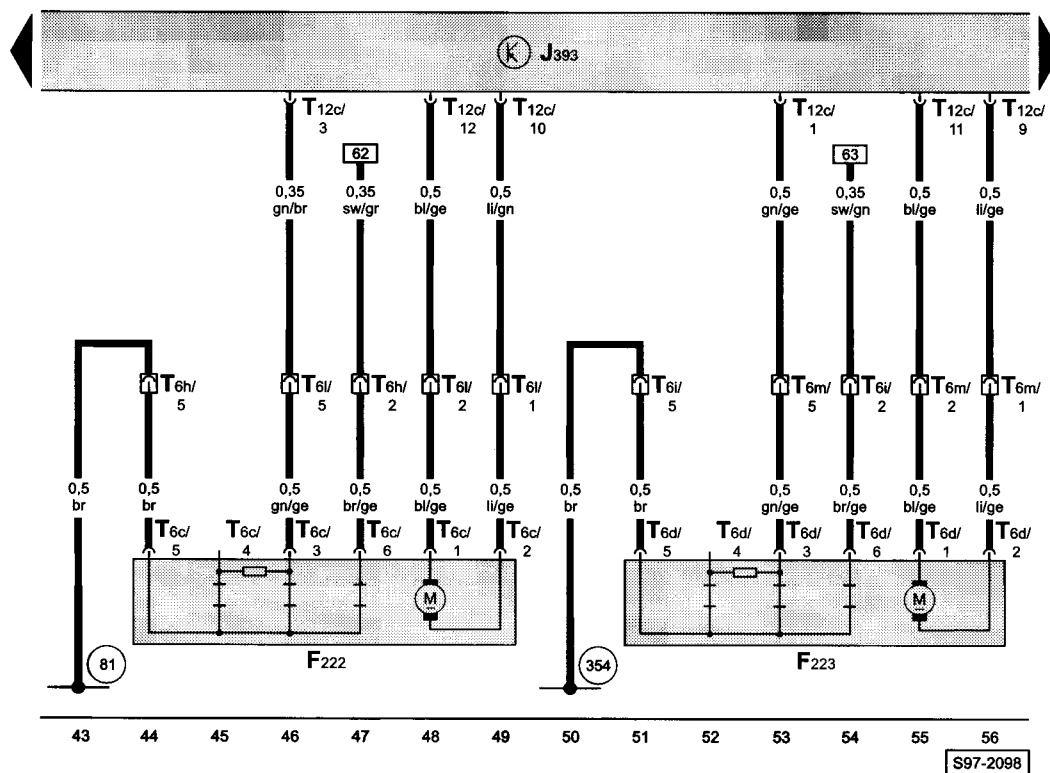 K J393
T12c/ T12c/ T12c/ T12c/ T12c/ T12c/
3 12 10 1 11 9
62 63
0,35 0,35 0,5 0,5 0,5 0,35 0,5 0,5
gn/br sw/gr bl/ge li/gn gn/ge sw/gn bl/ge li/ge
T6h/ T6l/ T6h/ T6l/ T6l/ T6i/ T6m/ T6i/ T6m/ T6m/
5 5 2 2 1 5 5 2 2 1
0,5 0,5 0,5 0,5 0,5 0,5 0,5 0,5 0,5 0,5 0,5 0,5
br br gn/ge br/ge bl/ge li/ge br br gn/ge br/ge bl/ge li/ge
T6c/ T6c/ T6c/ T6c/ T6c/ T6c/ T6d/ T6d/ T6d/ T6d/ T6d/ T6d/
5 4 3 6 1 2 5 4 3 6 1 2
M M
F222 F223
81 354
43 44 45 46 47 48 49 50 51 52 53 54 55 56
S97-2098